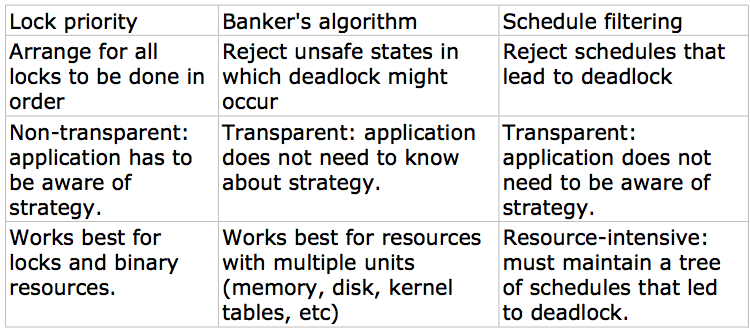 Lock priority
Banker's algorithm
Schedule filtering
Arrange for all
locks to be done in
order
Reject unsafe states in
which deadlock might
occur
Reject schedules that
lead to deadlock
Non-transparent:
application has to
be aware of
strategy.
Transparent: application
does not need to know
about strategy.
Transparent:
application does not
need to be aware of
strategy.
Works best for
locks and binary
resources.
Works best for resources
with multiple units
(memory, disk, kernel
tables, etc)
Resource-intensive:
must maintain a tree
of schedules that led
to deadlock.